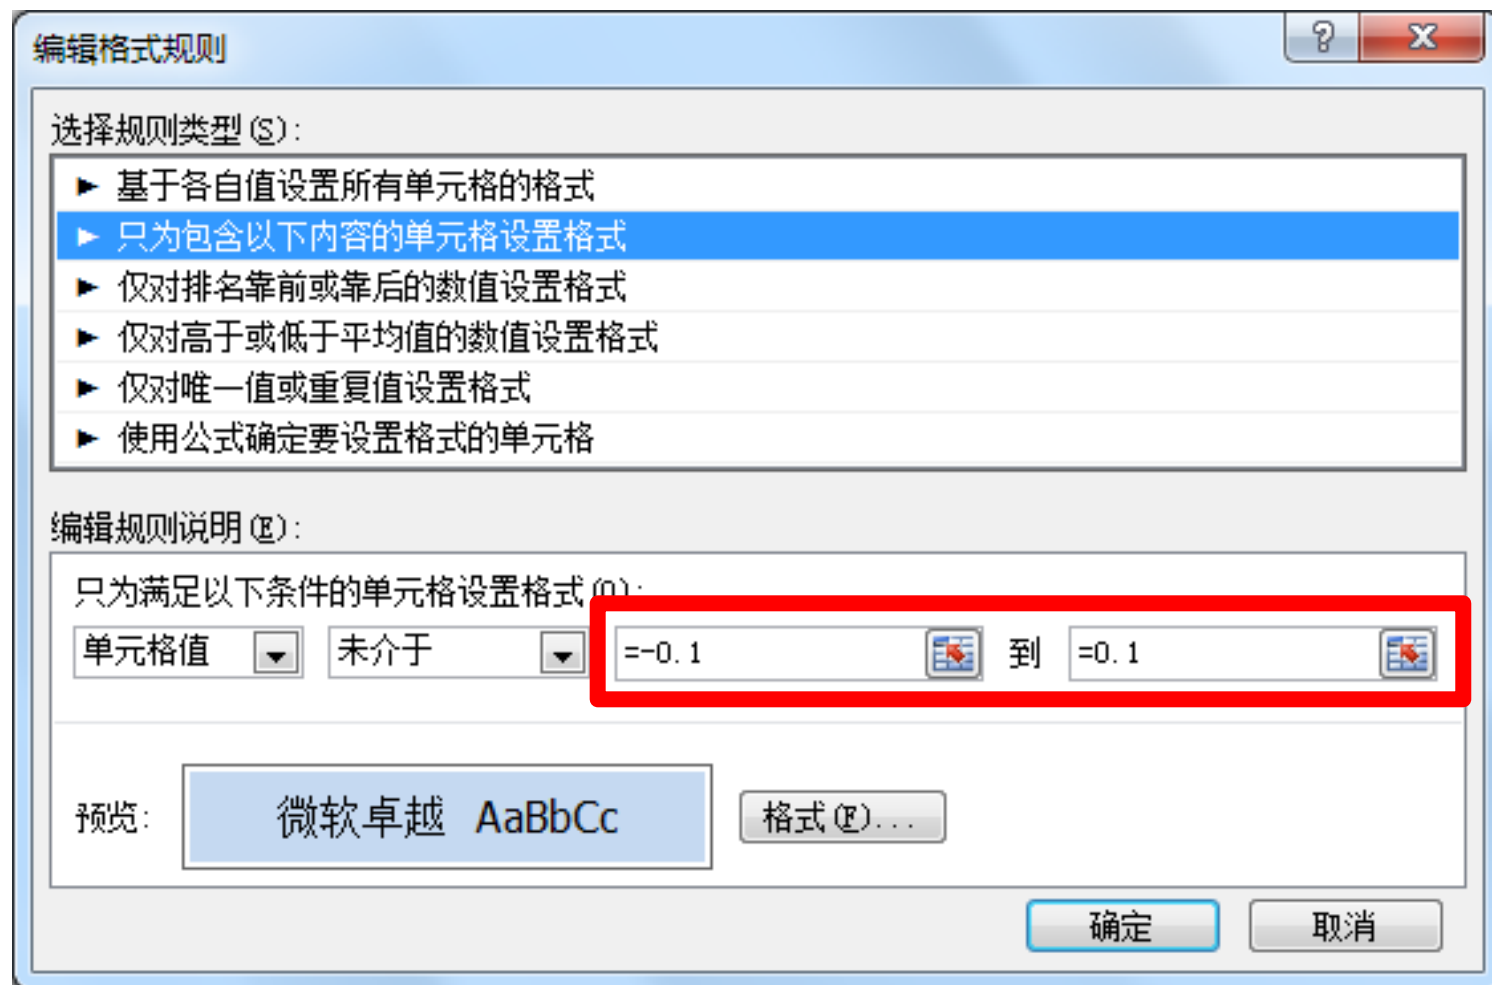 编辑格式规则
选择规则类型(S):
► 基于各自值设置所有单元格的格式
► 只为包含以下内容的单元格设置格式
► 仅对排名靠前或靠后的数值设置格式
► 仅对高于或低于平均值的数值设置格式
► 仅对唯一值或重复值设置格式
► 使用公式确定要设置格式的单元格
编辑规则说明(E):
只为满足以下条件的单元格设置格式(O):
单元格值 未介于 =-0.1 到 =0.1
预览: 微软卓越 AaBbCc 格式(F)...
确定 取消